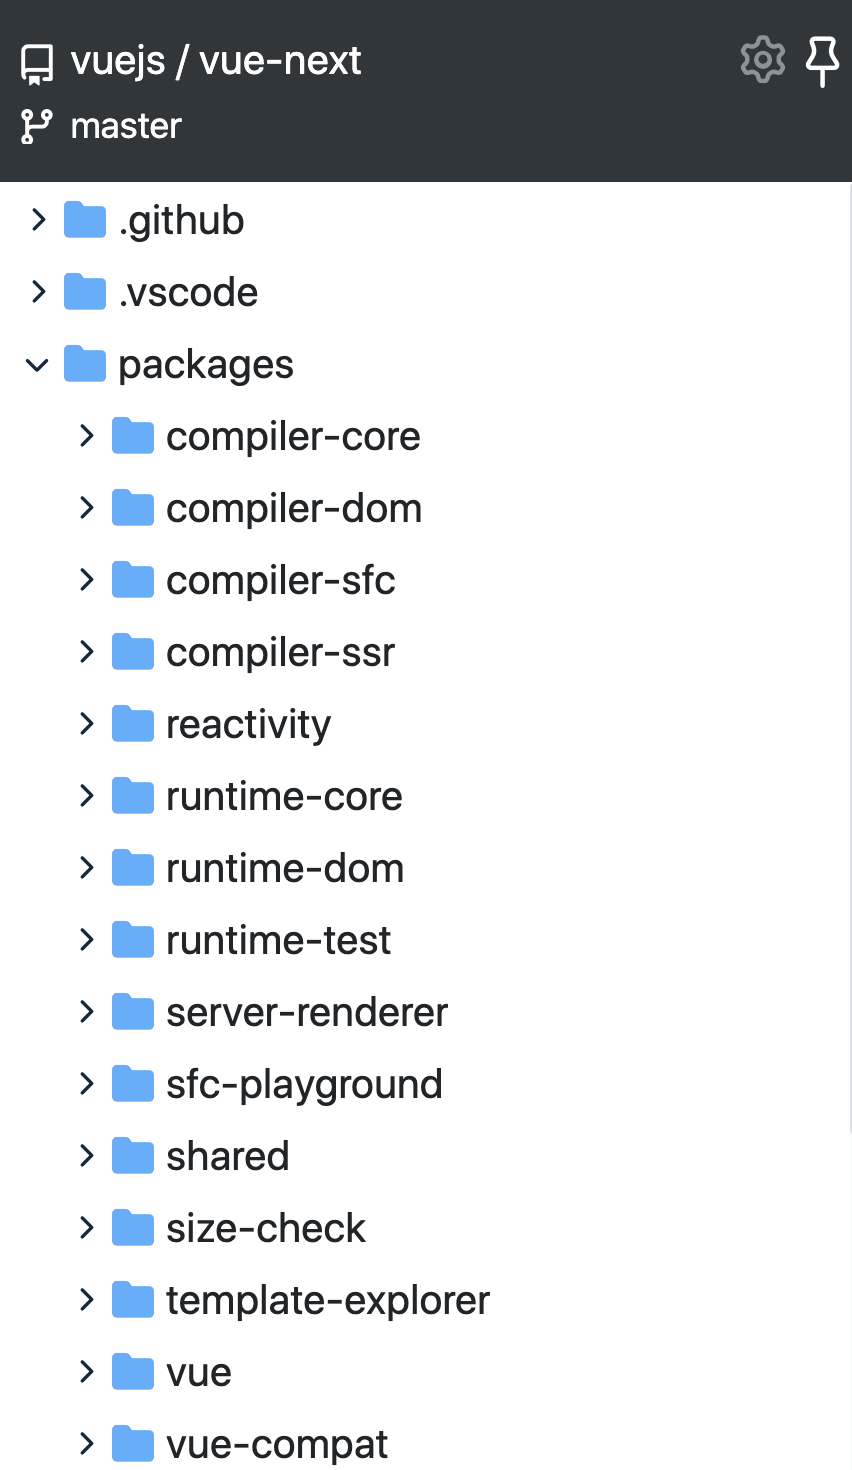 vuejs / vue-next
master
.github
.vscode
packages
compiler-core
compiler-dom
compiler-sfc
compiler-ssr
reactivity
runtime-core
runtime-dom
runtime-test
server-renderer
sfc-playground
shared
size-check
template-explorer
vue
vue-compat